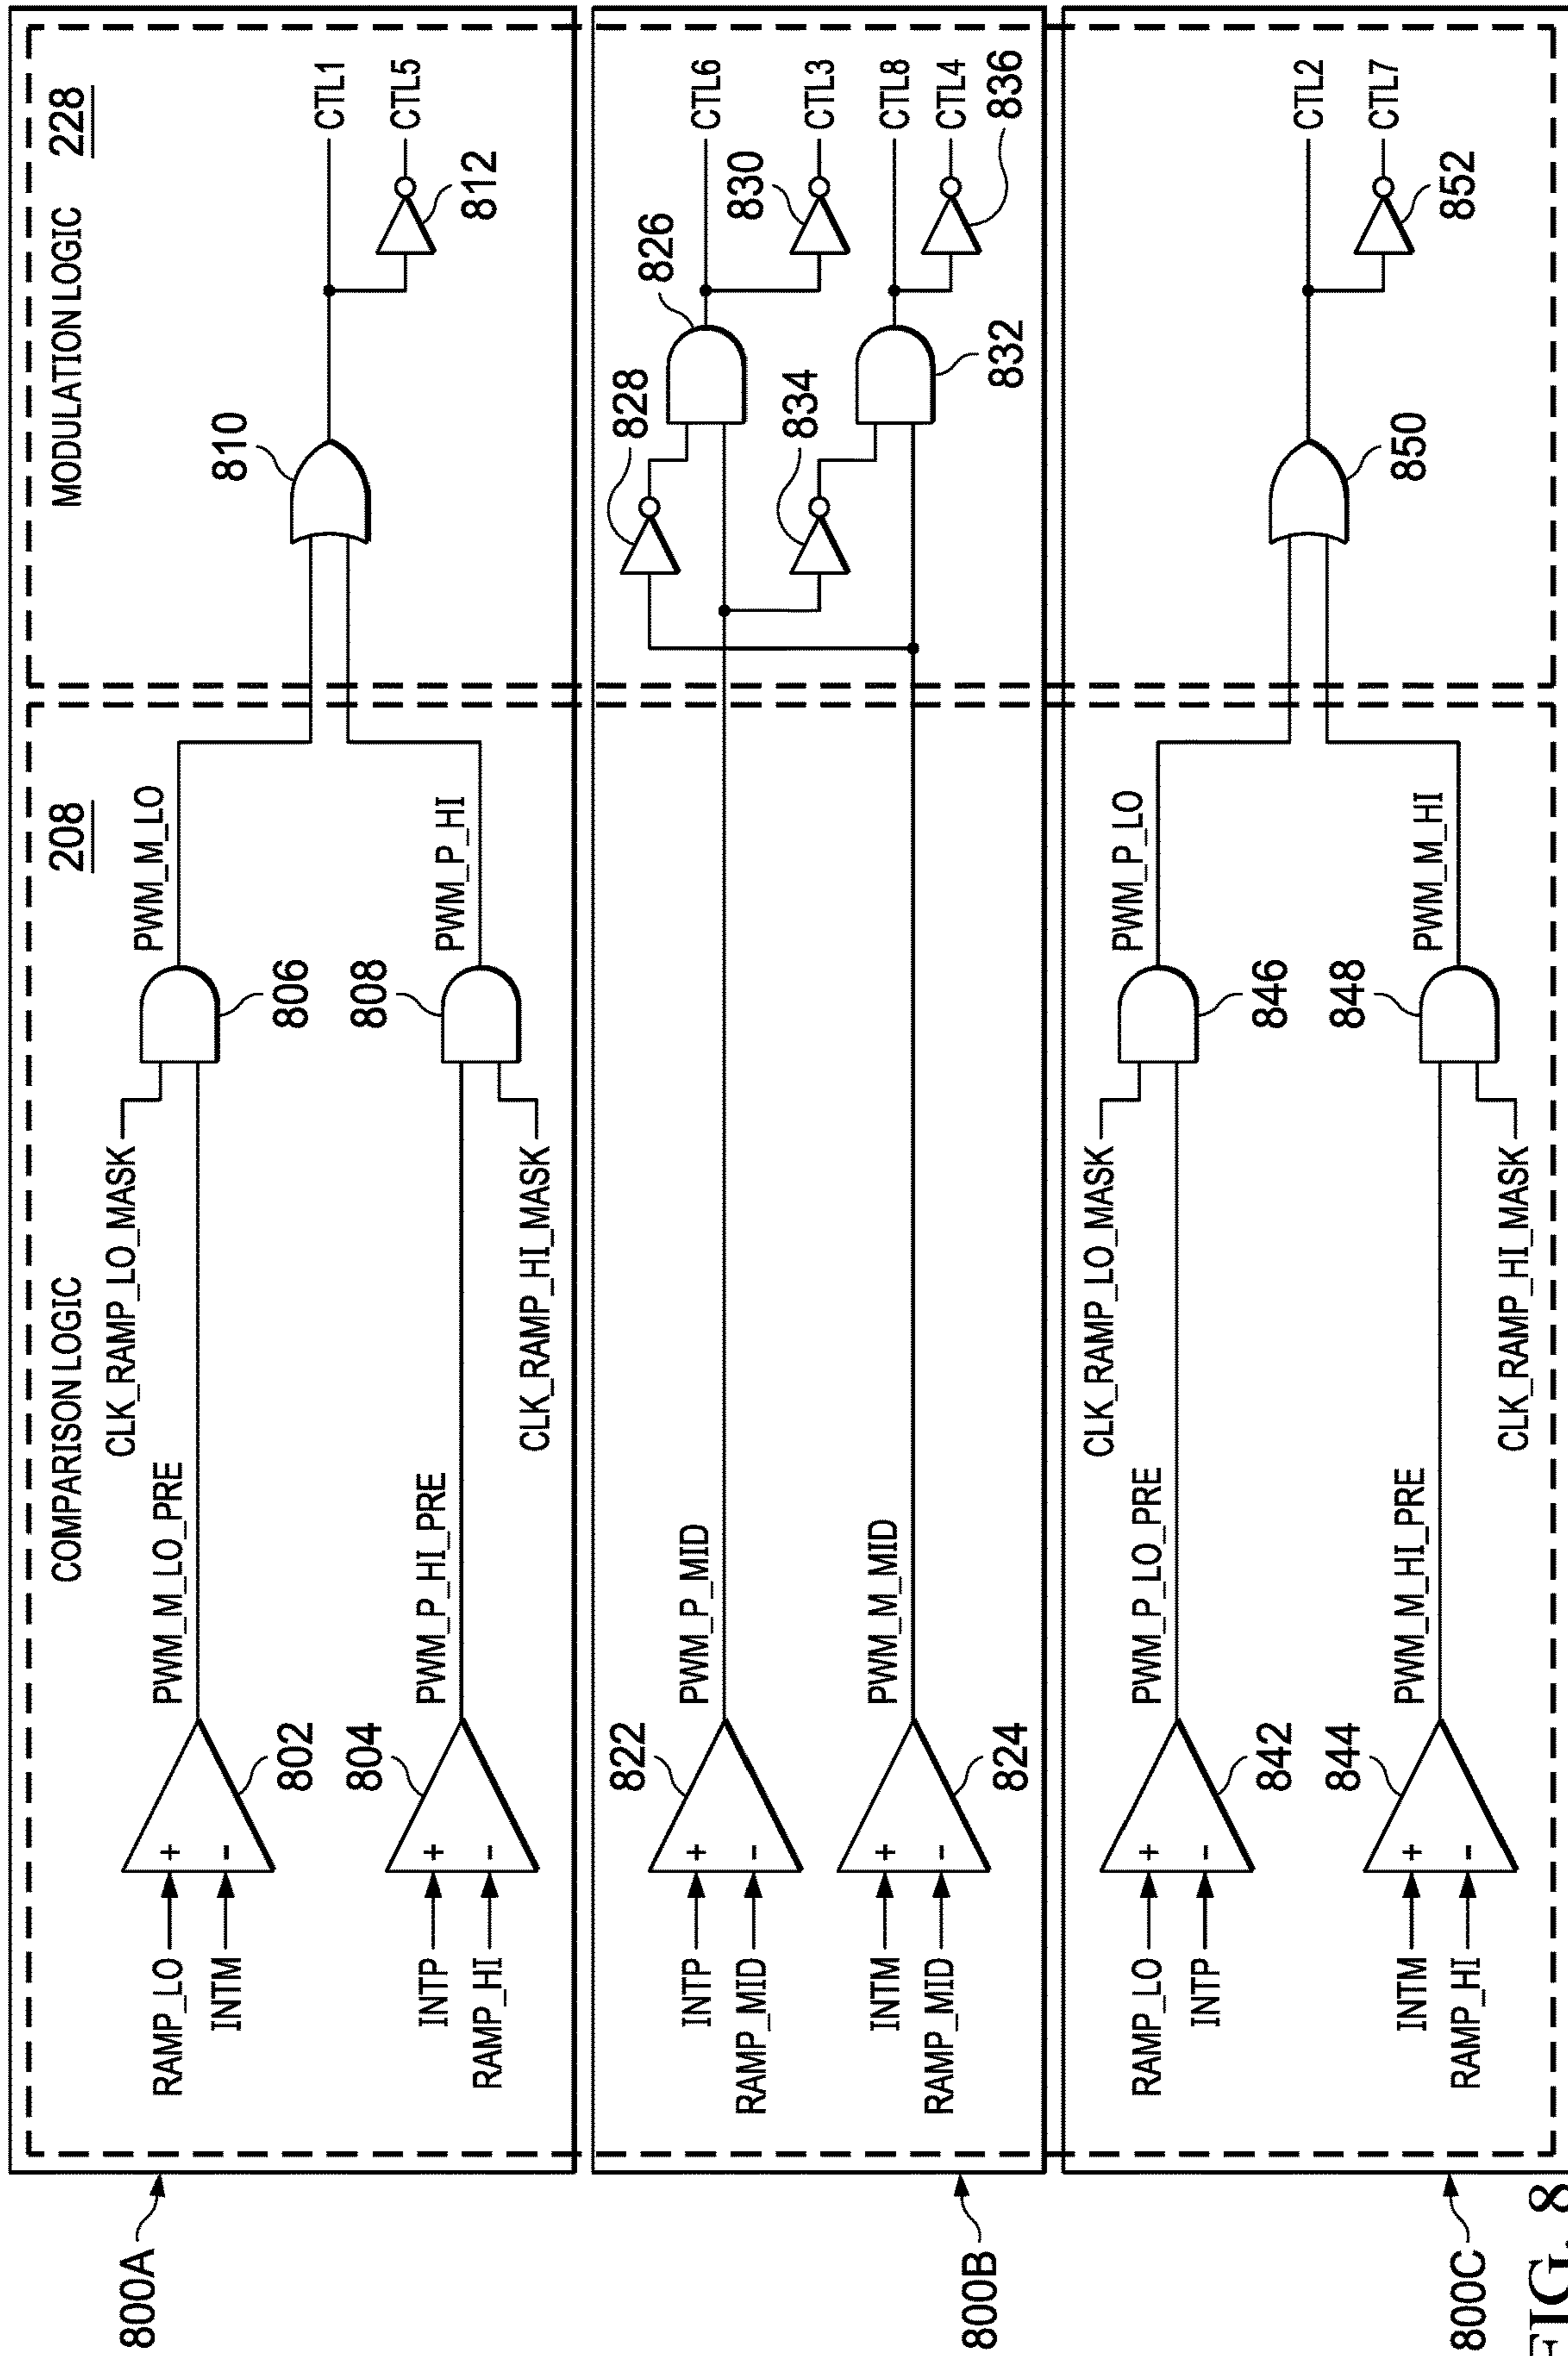 800A
COMPARISON LOGIC 208
MODULATION LOGIC 228
RAMP_LO
INTM
+
-
802
PWM_M_LO_PRE
CLK_RAMP_LO_MASK
806
PWM_M_LO
INTP
RAMP_HI
+
-
804
PWM_P_HI_PRE
CLK_RAMP_HI_MASK
808
PWM_P_HI
810
CTL1
812
CTL5
800B
INTP
RAMP_MID
+
-
822
PWM_P_MID
INTM
RAMP_MID
+
-
824
PWM_M_MID
828
826
CTL6
830
CTL3
834
832
CTL8
CTL4
836
800C
RAMP_LO
INTP
+
-
842
PWM_P_LO_PRE
CLK_RAMP_LO_MASK
846
PWM_P_LO
INTM
RAMP_HI
+
-
844
PWM_M_HI_PRE
CLK_RAMP_HI_MASK
848
PWM_M_HI
850
CTL2
852
CTL7
FIG. 8